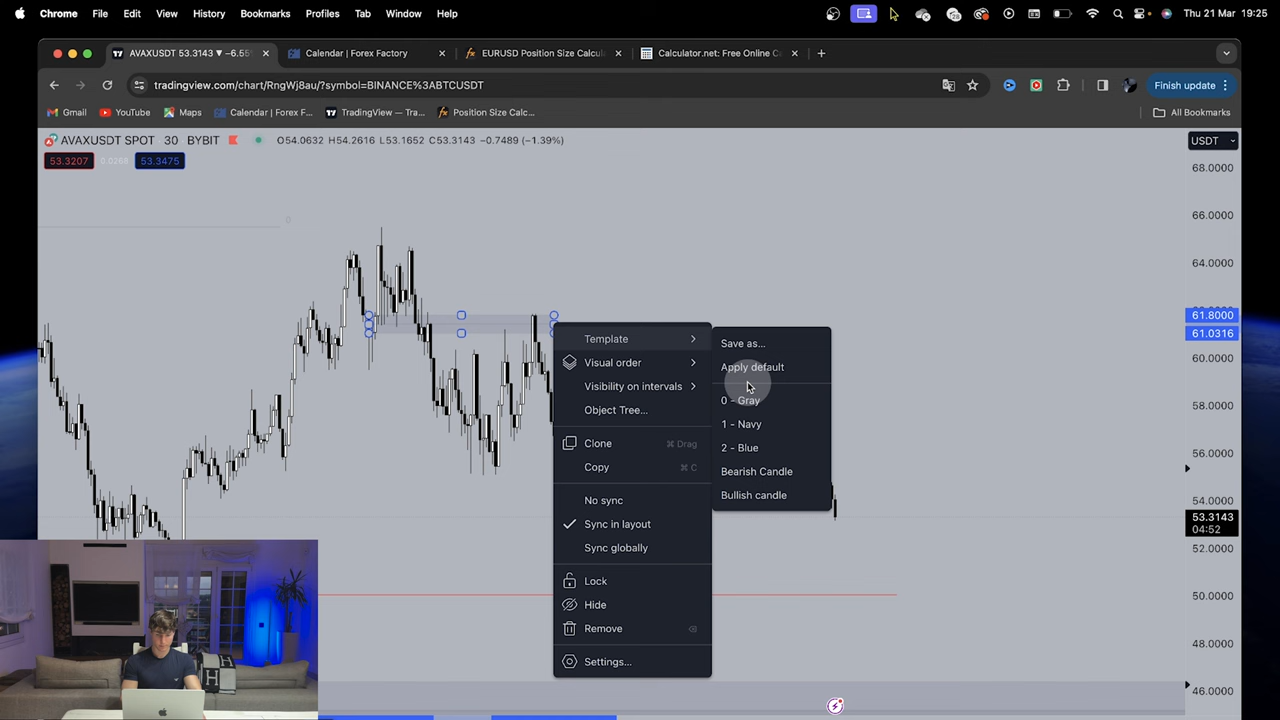 Chrome File Edit View History Bookmarks Profiles Tab Window Help
28
Thu 21 Mar 19:25
AVAXUSDT 53.3143 ▼ −6.55
Calendar | Forex Factory
EURUSD Position Size Calcul
Calculator.net: Free Online C
tradingview.com/chart/RngWj8au/?symbol=BINANCE%3ABTCUSDT
Finish update
Gmail YouTube Maps Calendar | Forex F... TradingView — Tra... Position Size Calc...
All Bookmarks
AVAXUSDT SPOT 30 BYBIT O54.0632 H54.2616 L53.1652 C53.3143 −0.7489 (−1.39%)
USDT
53.3207 0.0268 53.3475
68.0000
66.0000
0
64.0000
61.8000
61.0316
60.0000
58.0000
56.0000
54.0000
53.3143
04:52
52.0000
50.0000
48.0000
46.0000
Template
Visual order
Visibility on intervals
Object Tree...
Clone ⌘ Drag
Copy ⌘ C
No sync
Sync in layout
Sync globally
Lock
Hide
Remove
Settings...
Save as...
Apply default
0 - Gray
1 - Navy
2 - Blue
Bearish Candle
Bullish candle